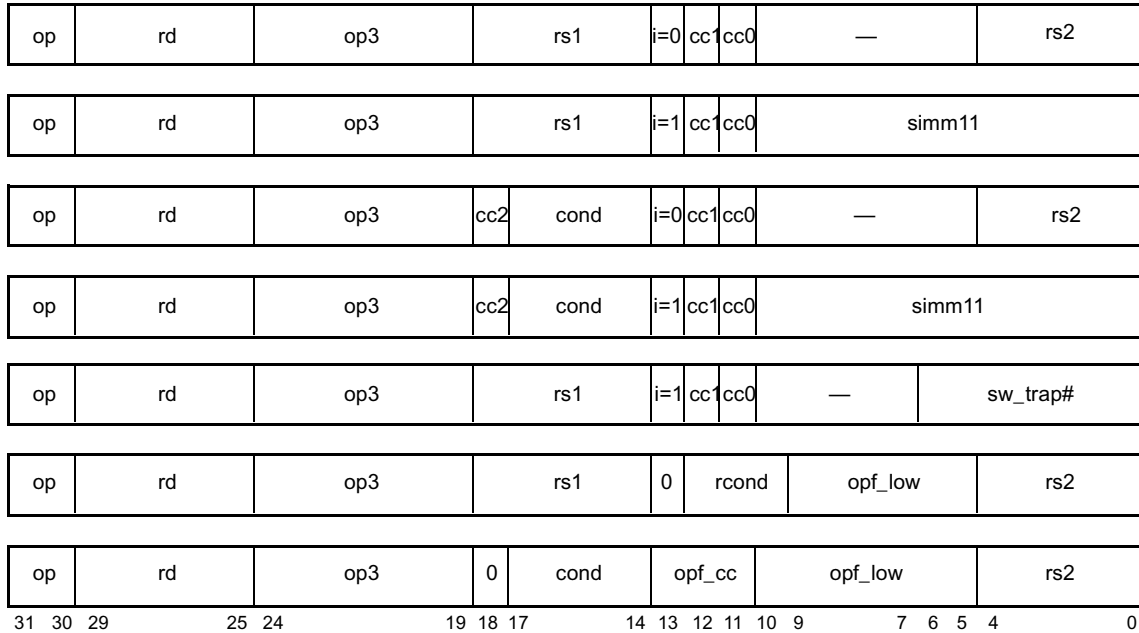 op rd op3 rs1 i=0 cc1 cc0 — rs2
op rd op3 rs1 i=1 cc1 cc0 simm11
op rd op3 cc2 cond i=0 cc1 cc0 — rs2
op rd op3 cc2 cond i=1 cc1 cc0 simm11
op rd op3 rs1 i=1 cc1 cc0 — sw_trap#
op rd op3 rs1 0 rcond opf_low rs2
op rd op3 0 cond opf_cc opf_low rs2
31 30 29 25 24 19 18 17 14 13 12 11 10 9 7 6 5 4 0